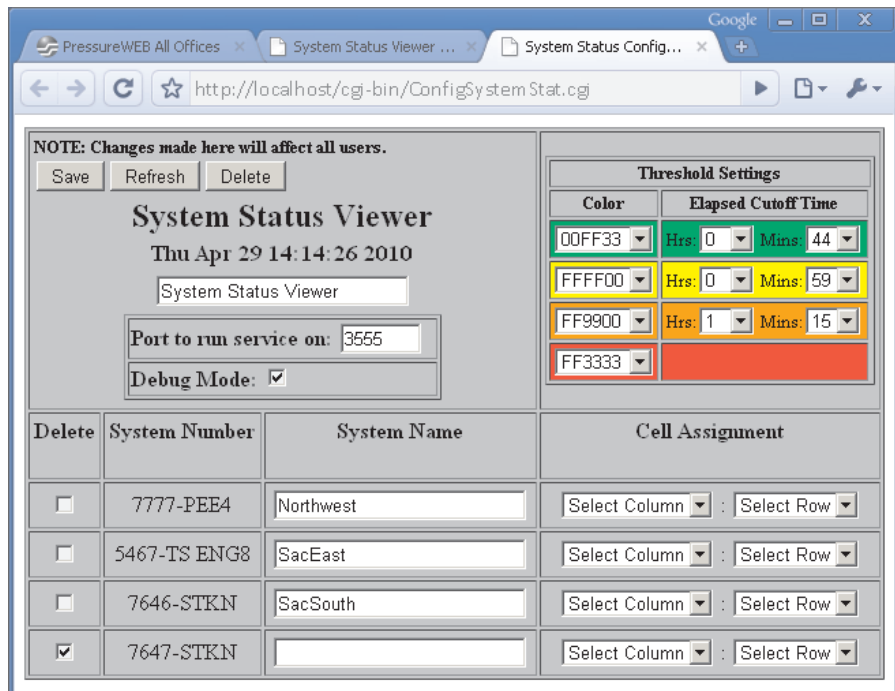 Google
PressureWEB All Offices
System Status Viewer ...
System Status Config...
http://localhost/cgi-bin/ConfigSystemStat.cgi
NOTE: Changes made here will affect all users.
Save Refresh Delete
System Status Viewer
Thu Apr 29 14:14:26 2010
System Status Viewer
Port to run service on: 3555
Debug Mode:
Threshold Settings
Color Elapsed Cutoff Time
00FF33 Hrs: 0 Mins: 44
FFFF00 Hrs: 0 Mins: 59
FF9900 Hrs: 1 Mins: 15
FF3333
Delete System Number System Name Cell Assignment
7777-PEE4 Northwest Select Column : Select Row
5467-TS ENG8 SacEast Select Column : Select Row
7646-STKN SacSouth Select Column : Select Row
7647-STKN Select Column : Select Row